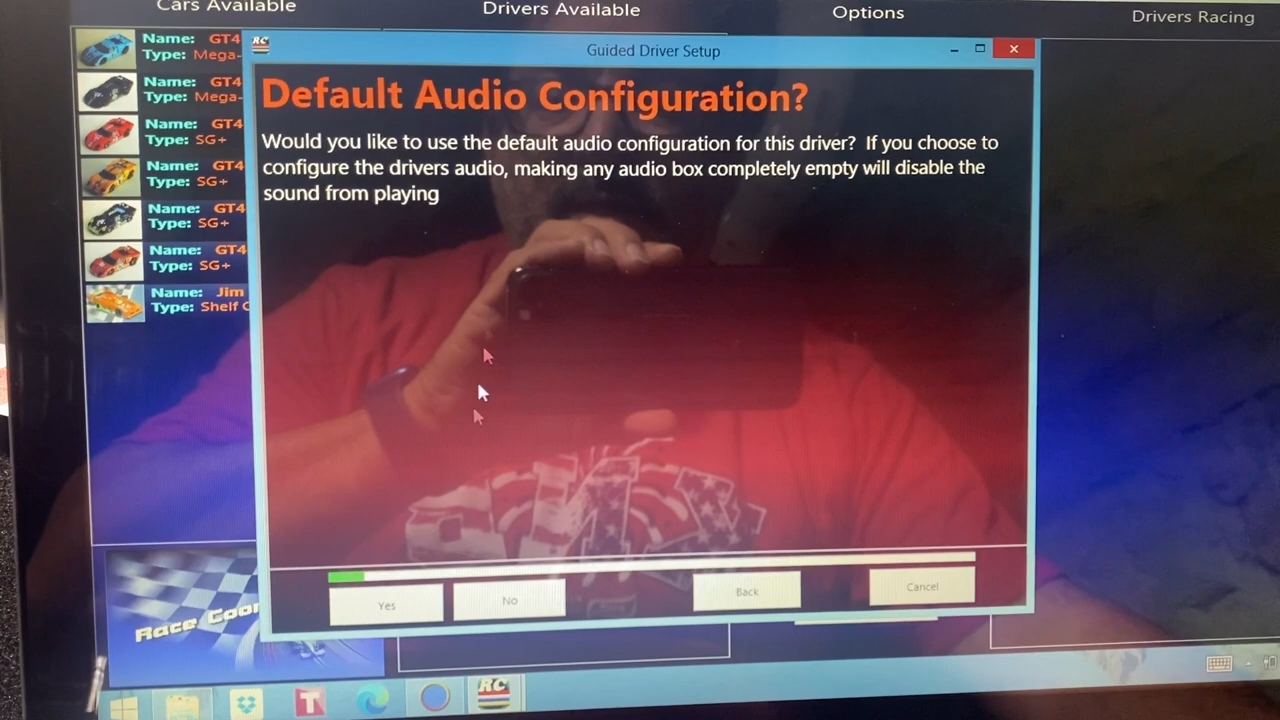 Cars Available
Drivers Available
Options
Drivers Racing
RC
Guided Driver Setup
Name: GT4
Type: Mega-
Name: GT4
Type: Mega-
Name: GT4
Type: SG+
Name: GT4
Type: SG+
Name: GT4
Type: SG+
Name: GT4
Type: SG+
Name: Jim
Type: Shelf
Default Audio Configuration?
Would you like to use the default audio configuration for this driver? If you choose to
configure the drivers audio, making any audio box completely empty will disable the
sound from playing
Yes
No
Back
Cancel
Race
T
RC